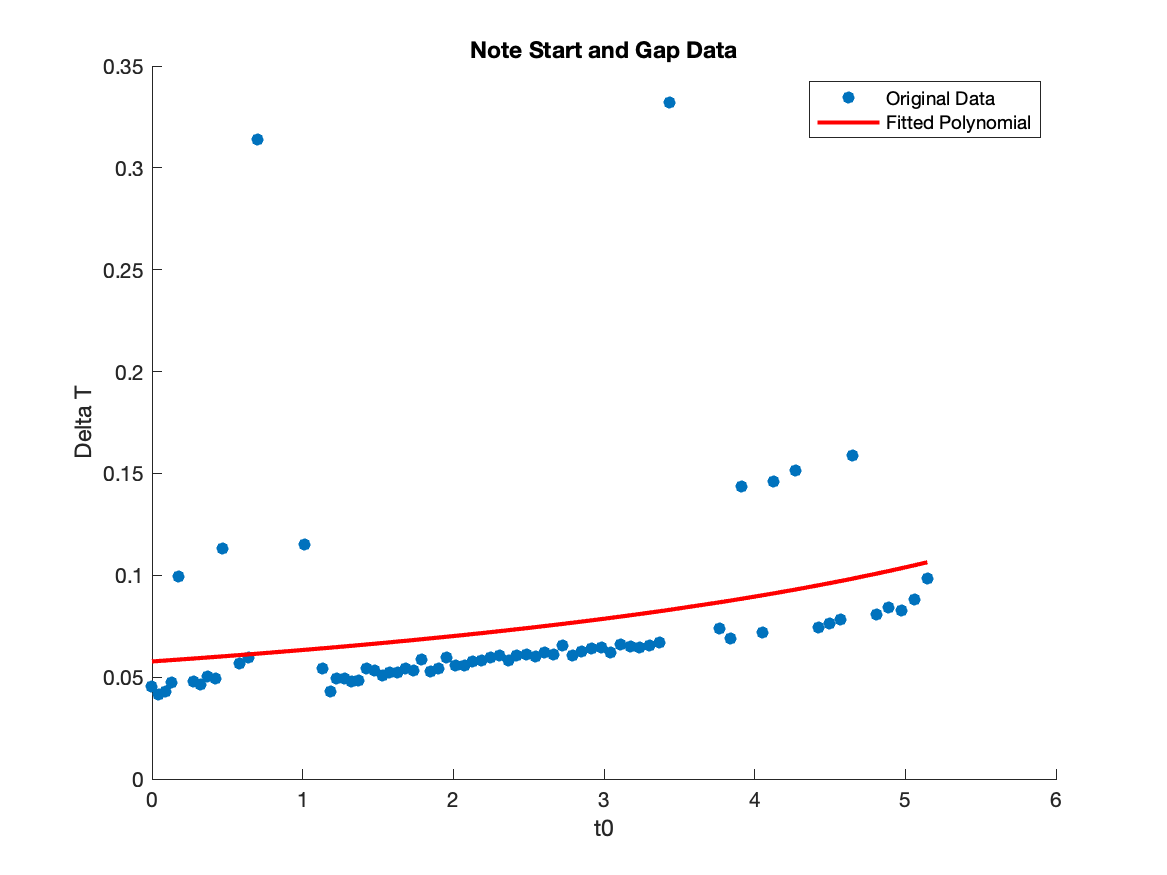 Note Start and Gap Data
0.35
0.3
0.25
0.2
0.15
0.1
0.05
0
Delta T
Original Data
Fitted Polynomial
0 1 2 3 4 5 6
t0